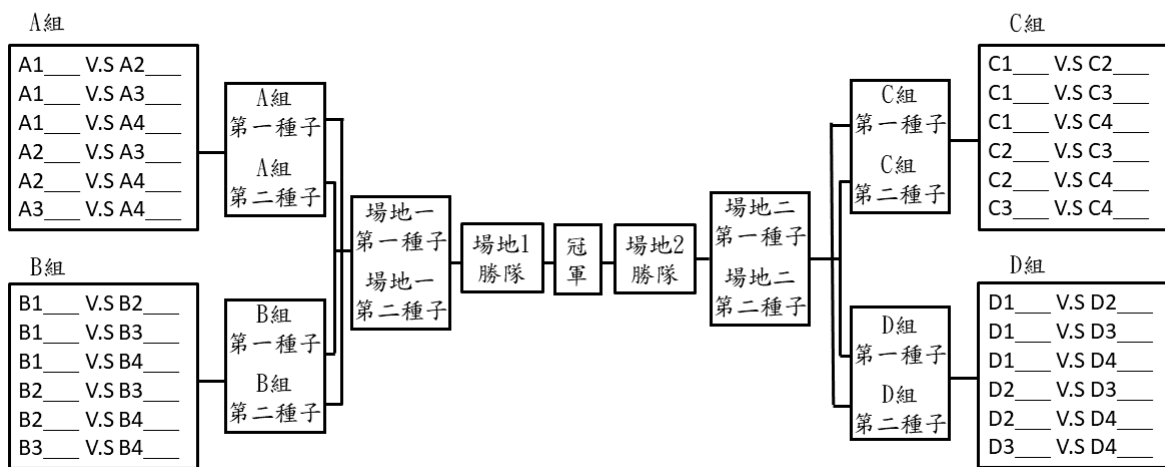 A組
A1___ V.S A2___
A1___ V.S A3___
A1___ V.S A4___
A2___ V.S A3___
A2___ V.S A4___
A3___ V.S A4___
A組
第一種子
A組
第二種子
B組
B1___ V.S B2___
B1___ V.S B3___
B1___ V.S B4___
B2___ V.S B3___
B2___ V.S B4___
B3___ V.S B4___
B組
第一種子
B組
第二種子
場地一
第一種子
場地一
第二種子
場地1
勝隊
冠
軍
場地2
勝隊
場地二
第一種子
場地二
第二種子
C組
第一種子
C組
第二種子
C組
C1___ V.S C2___
C1___ V.S C3___
C1___ V.S C4___
C2___ V.S C3___
C2___ V.S C4___
C3___ V.S C4___
D組
第一種子
D組
第二種子
D組
D1___ V.S D2___
D1___ V.S D3___
D1___ V.S D4___
D2___ V.S D3___
D2___ V.S D4___
D3___ V.S D4___